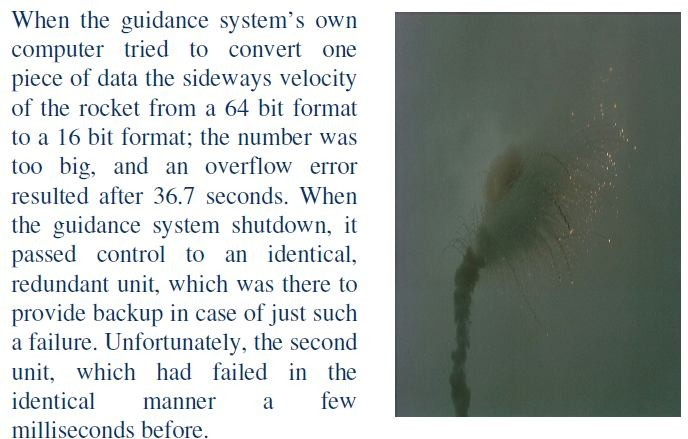 When the guidance system's own
computer tried to convert one
piece of data the sideways velocity
of the rocket from a 64 bit format
to a 16 bit format; the number was
too big, and an overflow error
resulted after 36.7 seconds. When
the guidance system shutdown, it
passed control to an identical,
redundant unit, which was there to
provide backup in case of just such
a failure. Unfortunately, the second
unit, which had failed in the
identical manner a few
milliseconds before.